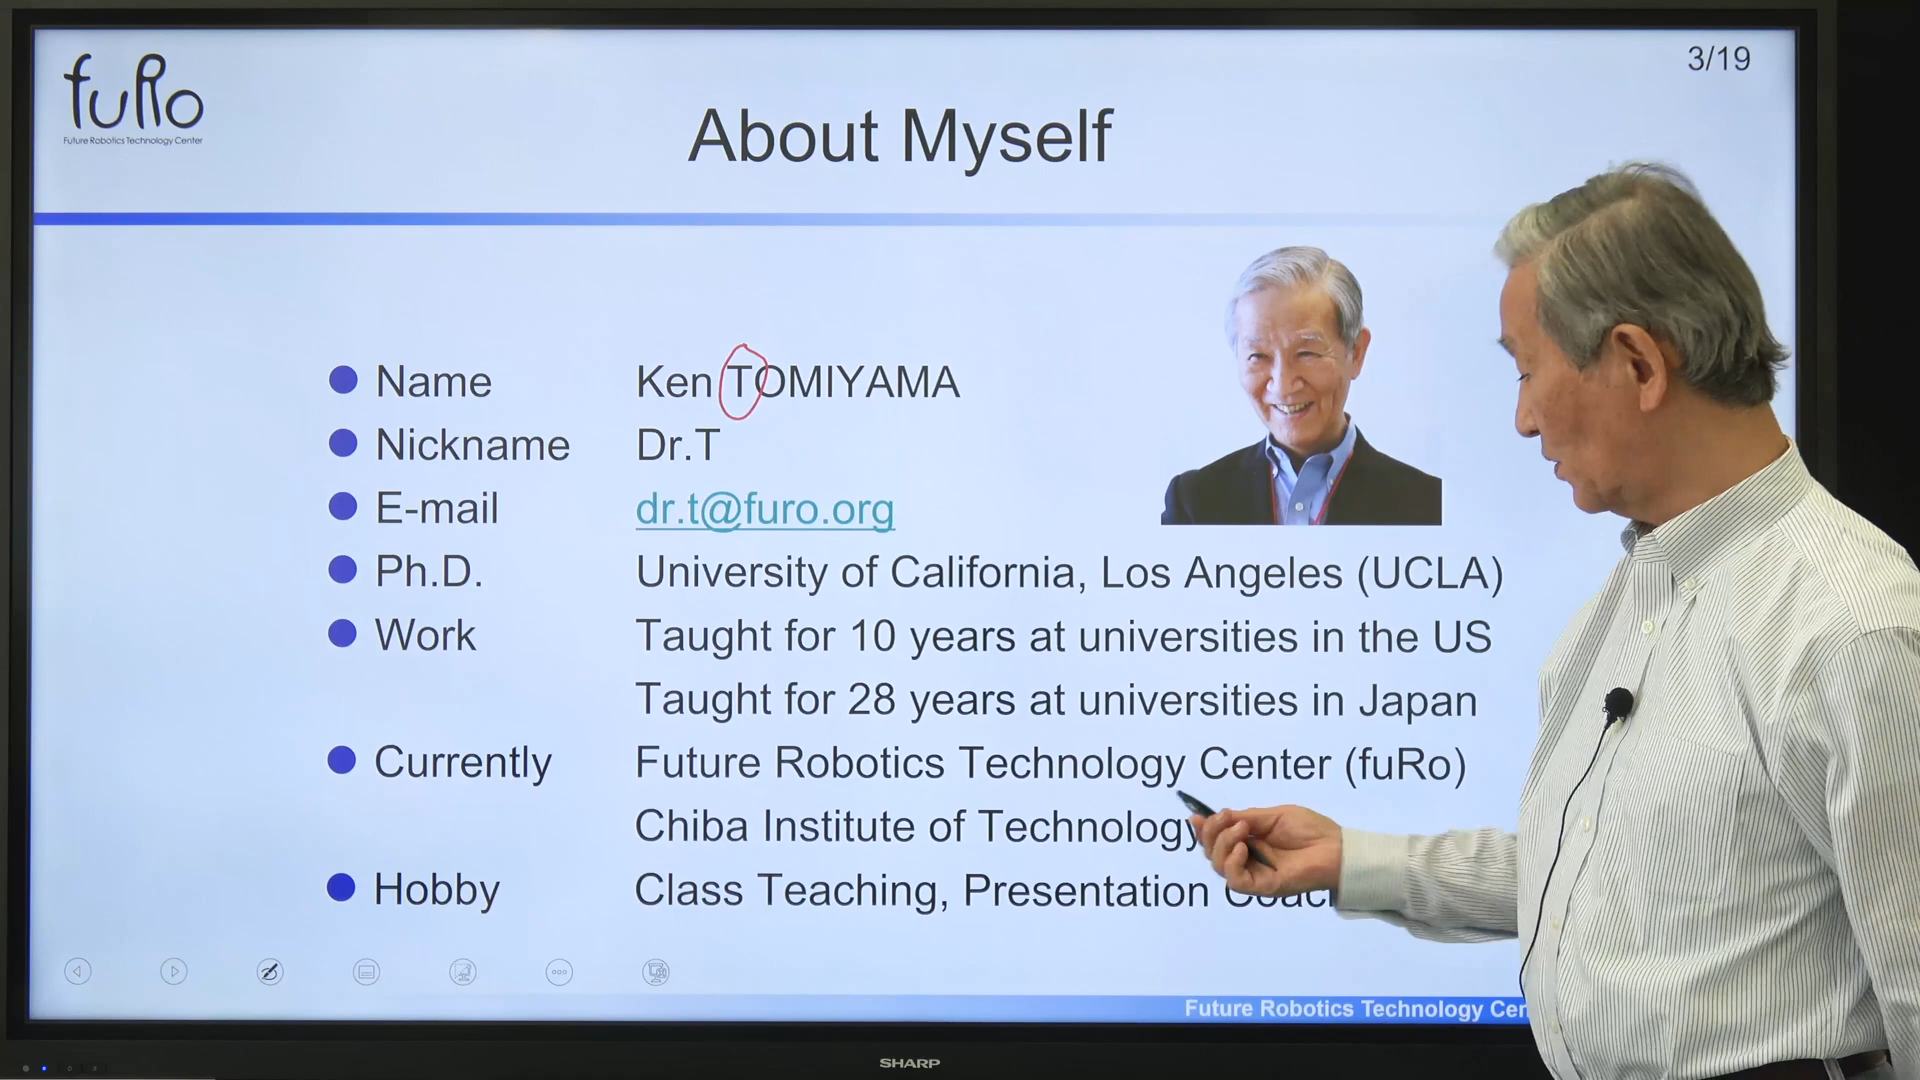 fuRo
Future Robotics Technology Center
3/19
About Myself
Name Ken TOMIYAMA
Nickname Dr.T
E-mail dr.t@furo.org
Ph.D. University of California, Los Angeles (UCLA)
Work Taught for 10 years at universities in the US
Taught for 28 years at universities in Japan
Currently Future Robotics Technology Center (fuRo)
Chiba Institute of Technology
Hobby Class Teaching, Presentation
Future Robotics Technology
SHARP